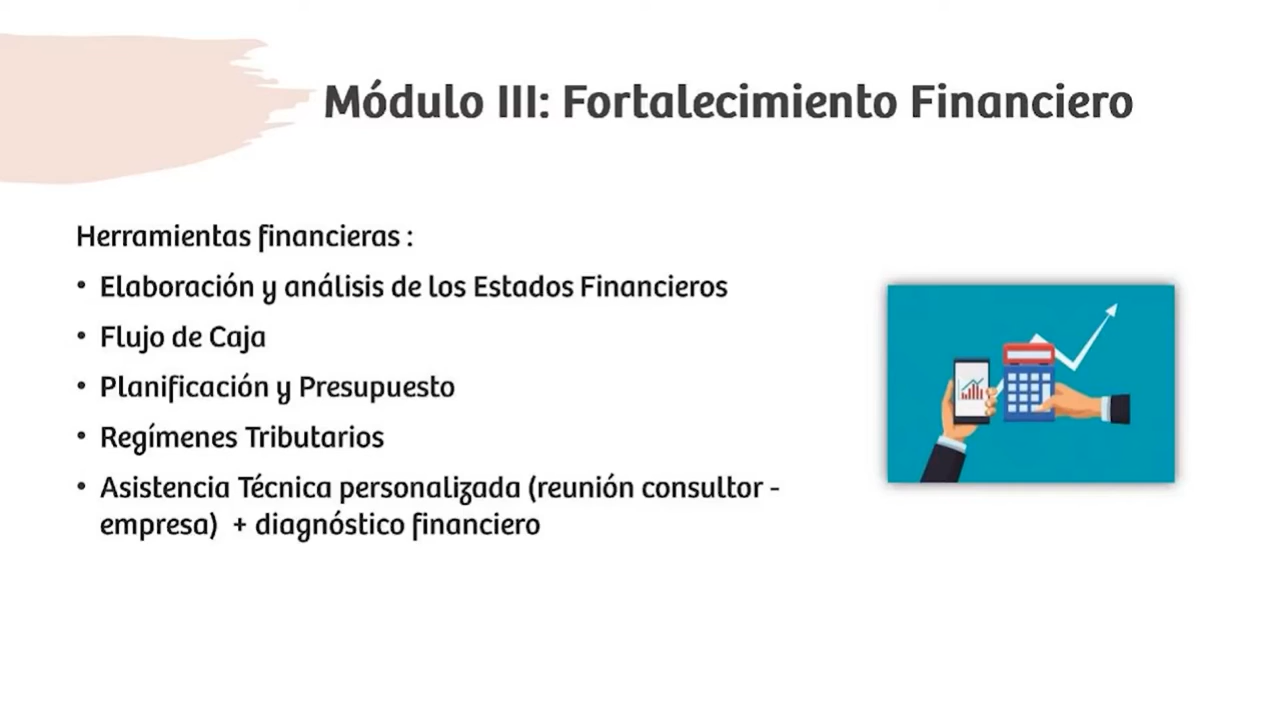 Módulo III: Fortalecimiento Financiero
Herramientas financieras :
• Elaboración y análisis de los Estados Financieros
• Flujo de Caja
• Planificación y Presupuesto
• Regímenes Tributarios
• Asistencia Técnica personalizada (reunión consultor -
empresa)  + diagnóstico financiero